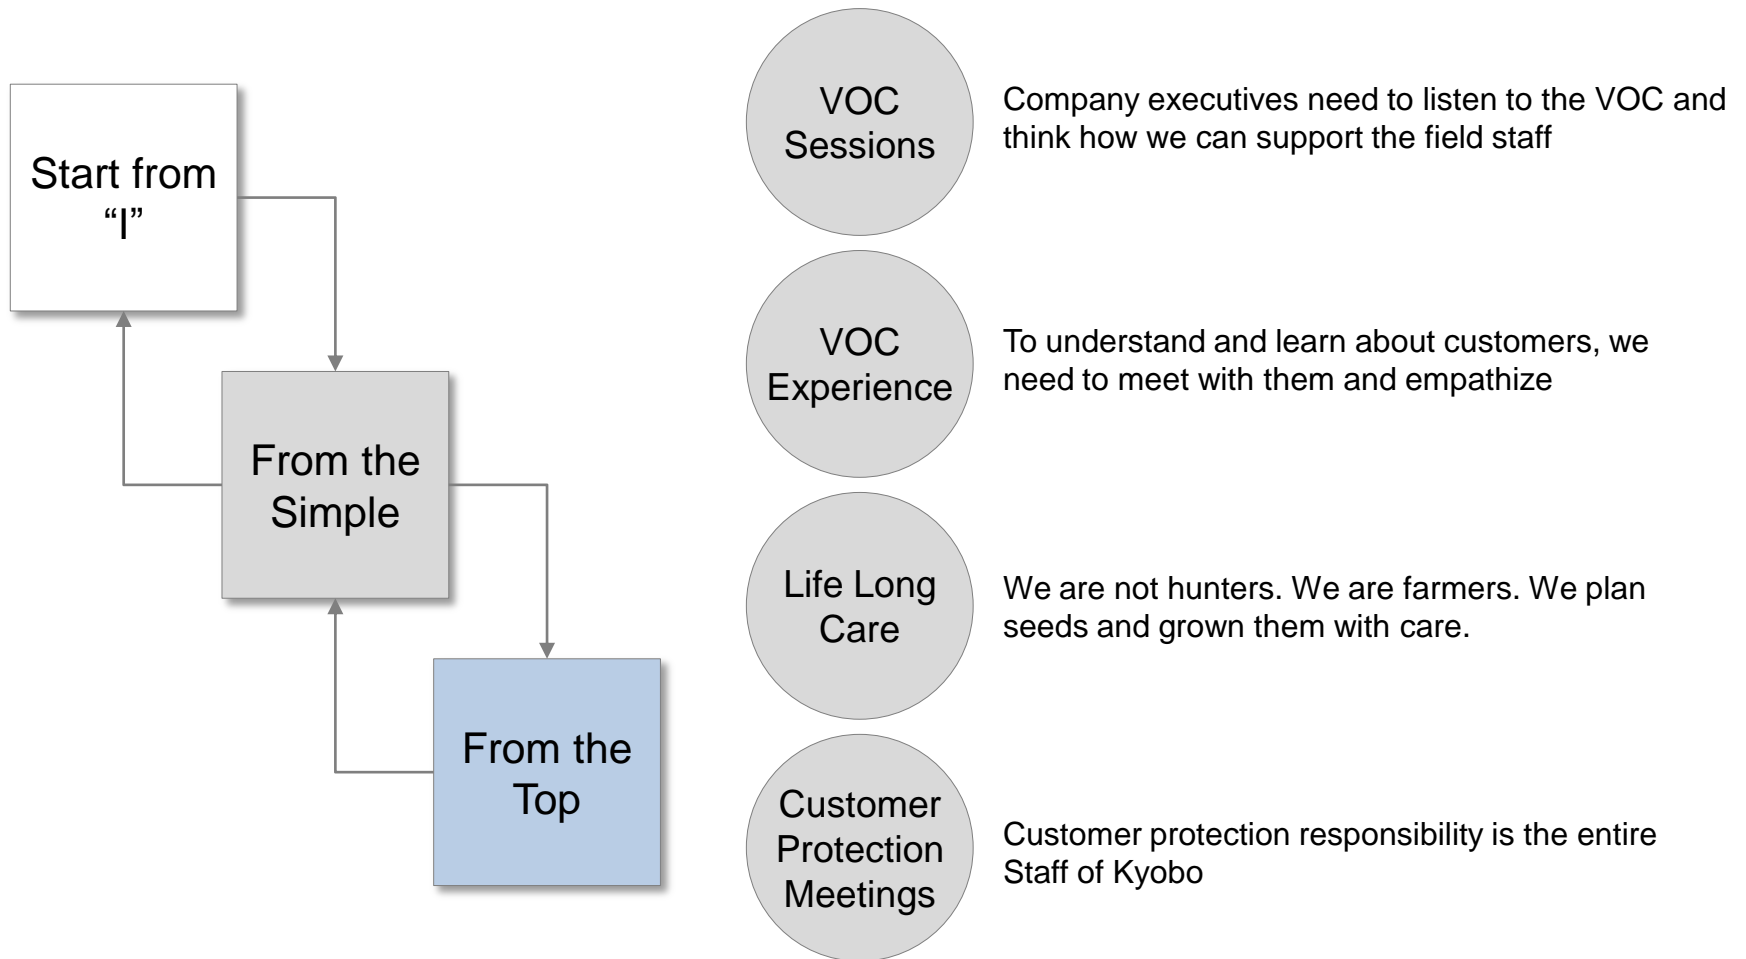 Start from
“I”
From the
Simple
From the
Top
VOC
Sessions
Company executives need to listen to the VOC and
think how we can support the field staff
VOC
Experience
To understand and learn about customers, we
need to meet with them and empathize
Life Long
Care
We are not hunters. We are farmers. We plan
seeds and grown them with care.
Customer
Protection
Meetings
Customer protection responsibility is the entire
Staff of Kyobo